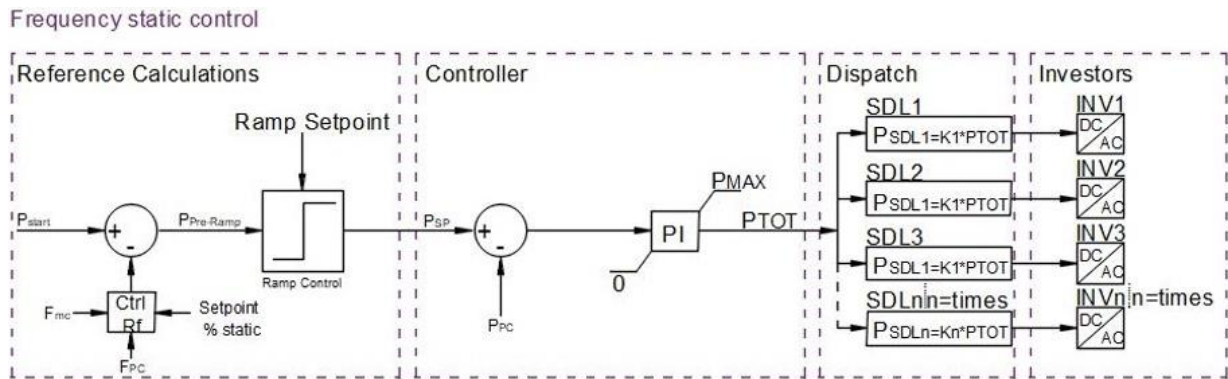 Frequency static control
Reference Calculations
Controller
Dispatch
Investors
Ramp Setpoint
Pstart
+
-
PPre-Ramp
Ramp Control
Fmc
Ctrl
Rf
Setpoint
% static
FPC
PSP
+
-
PPC
PI
PMAX
0
PTOT
SDL1
PSDL1=K1*PTOT
SDL2
PSDL1=K1*PTOT
SDL3
PSDL1=K1*PTOT
SDLn n=times
PSDLn=Kn*PTOT
INV1
DC
AC
INV2
DC
AC
INV3
DC
AC
INVn n=times
DC
AC